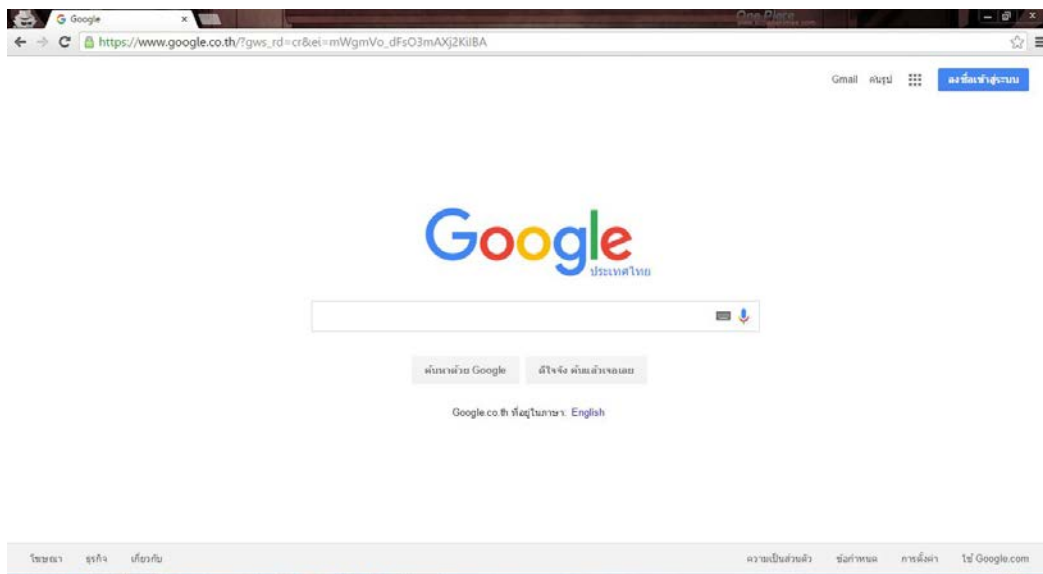 Google
One Place
https://www.google.co.th/?gws_rd=cr&ei=mWgmVo_dFsO3mAXj2KiIBA
Gmail ค้นรูป ลงชื่อเข้าสู่ระบบ
Google
ประเทศไทย
ค้นหาด้วย Google ดีใจจัง ค้นแล้วเจอเลย
Google.co.th ที่อยู่ในภาษา: English
โฆษณา ธุรกิจ เกี่ยวกับ ความเป็นส่วนตัว ข้อกำหนด การตั้งค่า ใช้ Google.com